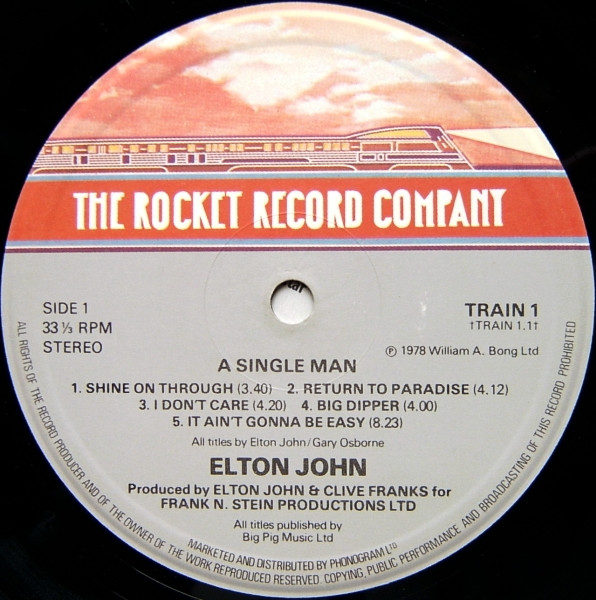 THE ROCKET RECORD COMPANY
SIDE 1
33 ⅓ RPM
STEREO
TRAIN 1
†TRAIN 1.1†
℗ 1978 William A. Bong Ltd
A SINGLE MAN
1. SHINE ON THROUGH (3.40) 2. RETURN TO PARADISE (4.12)
3. I DON'T CARE (4.20) 4. BIG DIPPER (4.00)
5. IT AIN'T GONNA BE EASY (8.23)
All titles by Elton John/Gary Osborne
ELTON JOHN
Produced by ELTON JOHN & CLIVE FRANKS for
FRANK N. STEIN PRODUCTIONS LTD
All titles published by
Big Pig Music Ltd
MARKETED AND DISTRIBUTED BY PHONOGRAM LTD
ALL RIGHTS OF THE RECORD PRODUCER AND OF THE OWNER OF THE WORK REPRODUCED RESERVED. COPYING, PUBLIC PERFORMANCE AND BROADCASTING OF THIS RECORD PROHIBITED